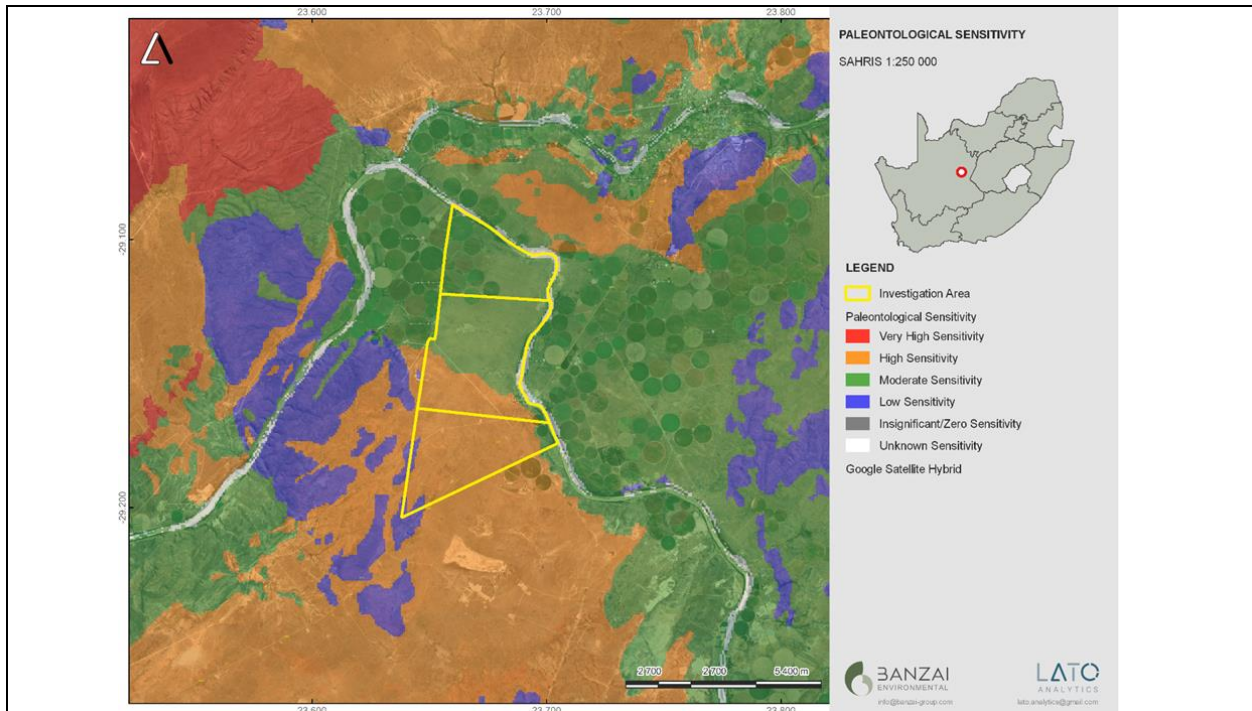 23.600 23.700 23.800
-29.100
-29.200
2 700 2 700 5 400 m
23.600 23.700 23.800
PALEONTOLOGICAL SENSITIVITY
SAHRIS 1:250 000
LEGEND
Investigation Area
Paleontological Sensitivity
Very High Sensitivity
High Sensitivity
Moderate Sensitivity
Low Sensitivity
Insignificant/Zero Sensitivity
Unknown Sensitivity
Google Satellite Hybrid
BANZAI
ENVIRONMENTAL
info@banzai-group.com
LATO
ANALYTICS
lato.analytics@gmail.com